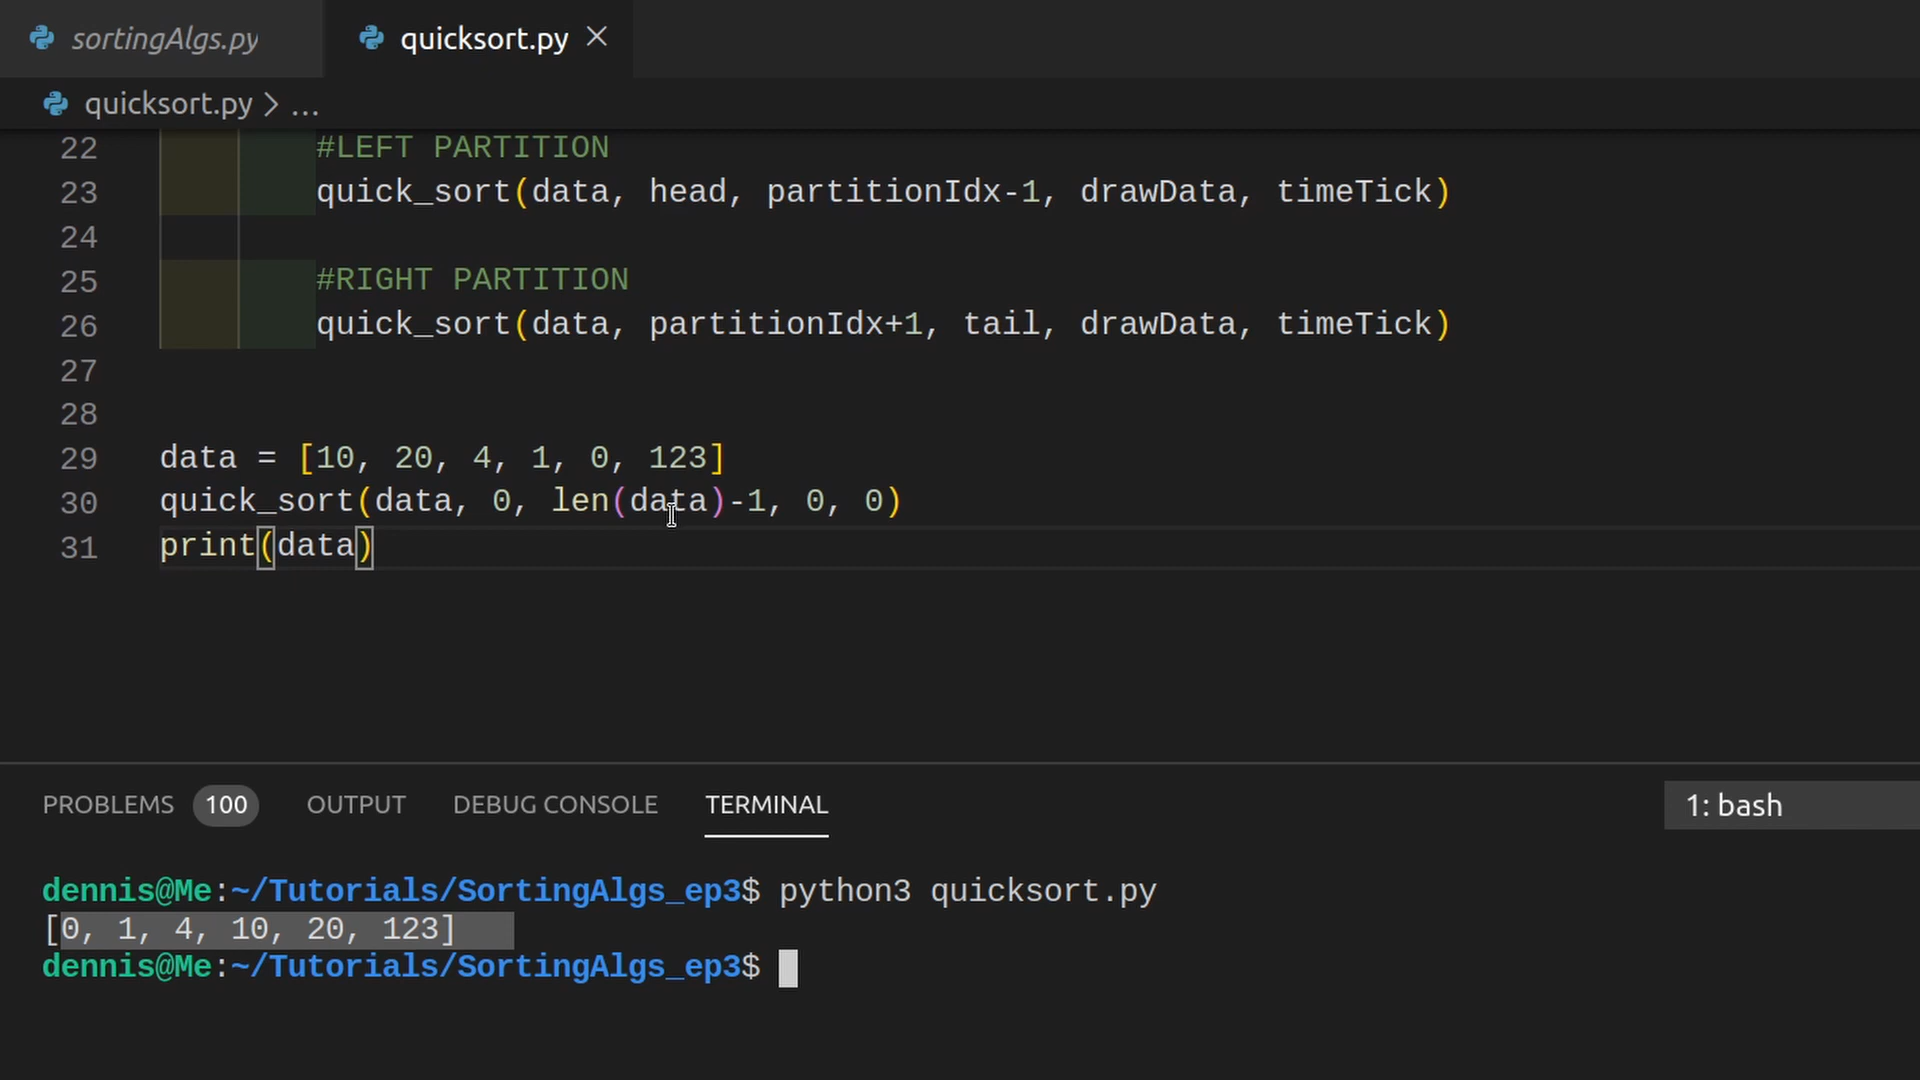 sortingAlgs.py quicksort.py
quicksort.py > ...
22 #LEFT PARTITION
23 quick_sort(data, head, partitionIdx-1, drawData, timeTick)
24
25 #RIGHT PARTITION
26 quick_sort(data, partitionIdx+1, tail, drawData, timeTick)
27
28
29 data = [10, 20, 4, 1, 0, 123]
30 quick_sort(data, 0, len(data)-1, 0, 0)
31 print(data)
PROBLEMS 100 OUTPUT DEBUG CONSOLE TERMINAL 1: bash
dennis@Me:~/Tutorials/SortingAlgs_ep3$ python3 quicksort.py
[0, 1, 4, 10, 20, 123]
dennis@Me:~/Tutorials/SortingAlgs_ep3$